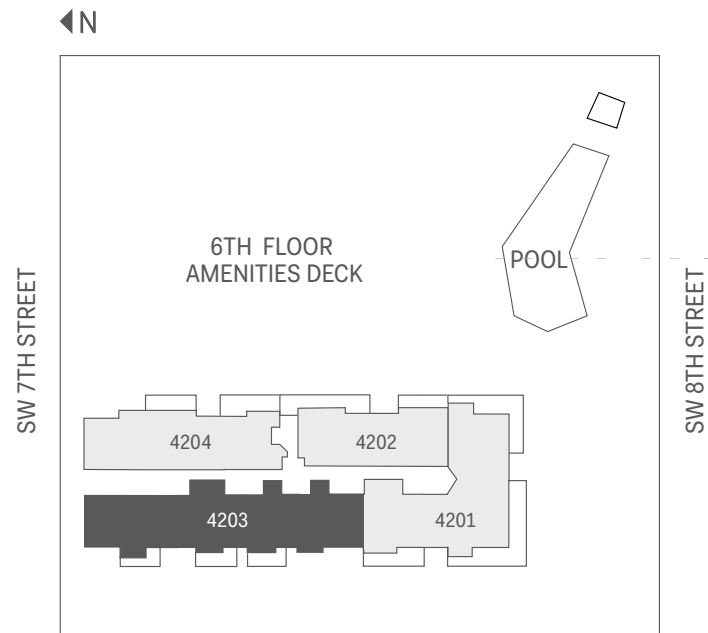 N
6TH FLOOR
AMENITIES DECK
POOL
SW 7TH STREET
SW 8TH STREET
4204
4202
4203
4201